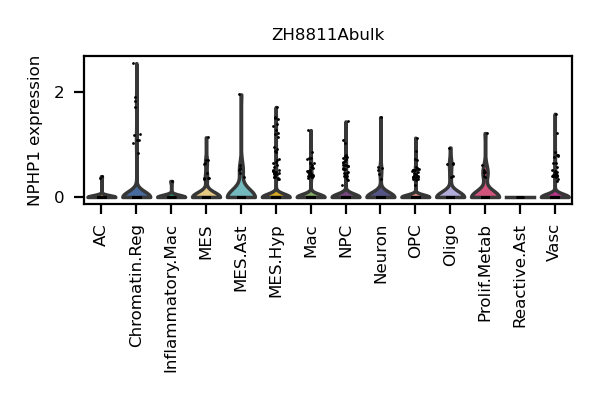 ZH8811Abulk
NPHP1 expression
2
0
AC
Chromatin.Reg
Inflammatory.Mac
MES
MES.Ast
MES.Hyp
Mac
NPC
Neuron
OPC
Oligo
Prolif.Metab
Reactive.Ast
Vasc